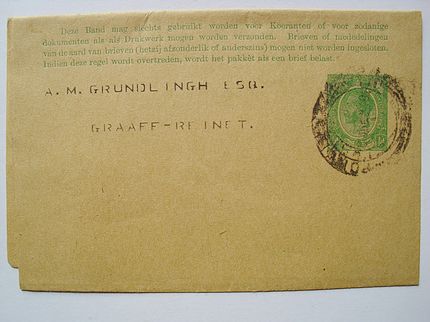 Deze Band mag slechts gebruikt worden voor Kooranten of voor zodanige
dokumenten als als Drukwerk mogen worden verzonden. Brieven of mededelingen
van de aard van brieven (hetzij afzonderlik of anderszins) mogen niet worden ingesloten.
Indien deze regel wordt overtreden, wordt het pakkèt als een brief belast.
A. M. GRUNDLINGH ESQ.
GRAAFF-REINET.